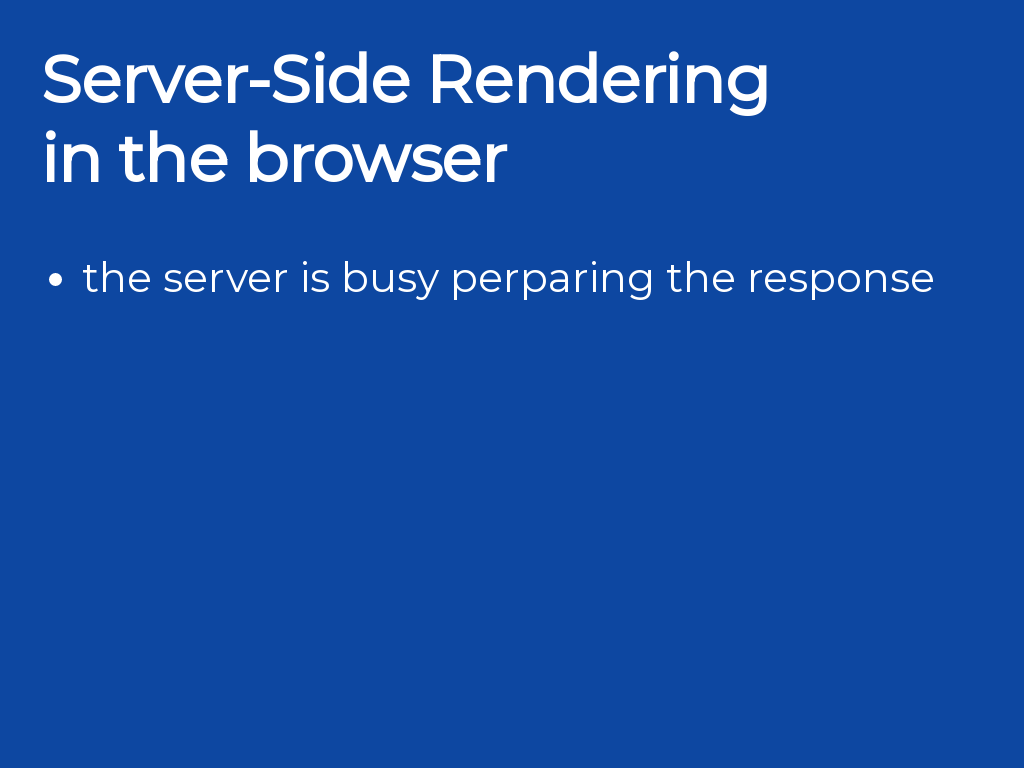 Server-Side Rendering
in the browser
• the server is busy perparing the response